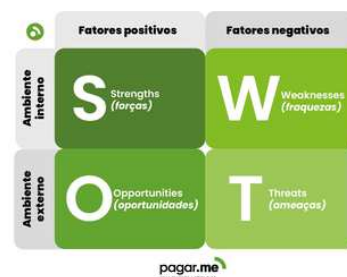 Fatores positivos
Fatores negativos
Ambiente interno
S Strengths (forças)
W Weaknesses (fraquezas)
Ambiente externo
O Opportunities (oportunidades)
T Threats (ameaças)
pagar.me